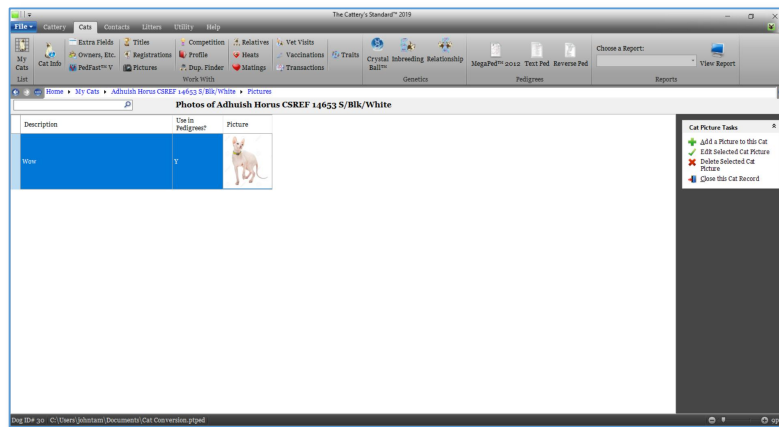 The Cattery's Standard™ 2019
File Cattery Cats Contacts Litters Utility Help
Extra Fields Titles Competition Relatives Vet Visits
Owners, Etc. Registrations Profile Heats Vaccinations Traits
PedFast™ V Pictures Dup. Finder Matings Transactions
My Cats Cat Info
Crystal Ball™ Inbreeding Relationship
MegaPed™ 2012 Text Ped Reverse Ped
Choose a Report:
View Report
List Work With Genetics Pedigrees Reports
Home My Cats Adhuish Horus CSREF 14653 S/Blk/White Pictures
Photos of Adhuish Horus CSREF 14653 S/Blk/White
Description Use in Pedigrees? Picture
Wow Y
Cat Picture Tasks
Add a Picture to this Cat
Edit Selected Cat Picture
Delete Selected Cat
Picture
Close this Cat Record
Dog ID# 30 C:\Users\johntam\Documents\Cat Conversion.ptped
9p